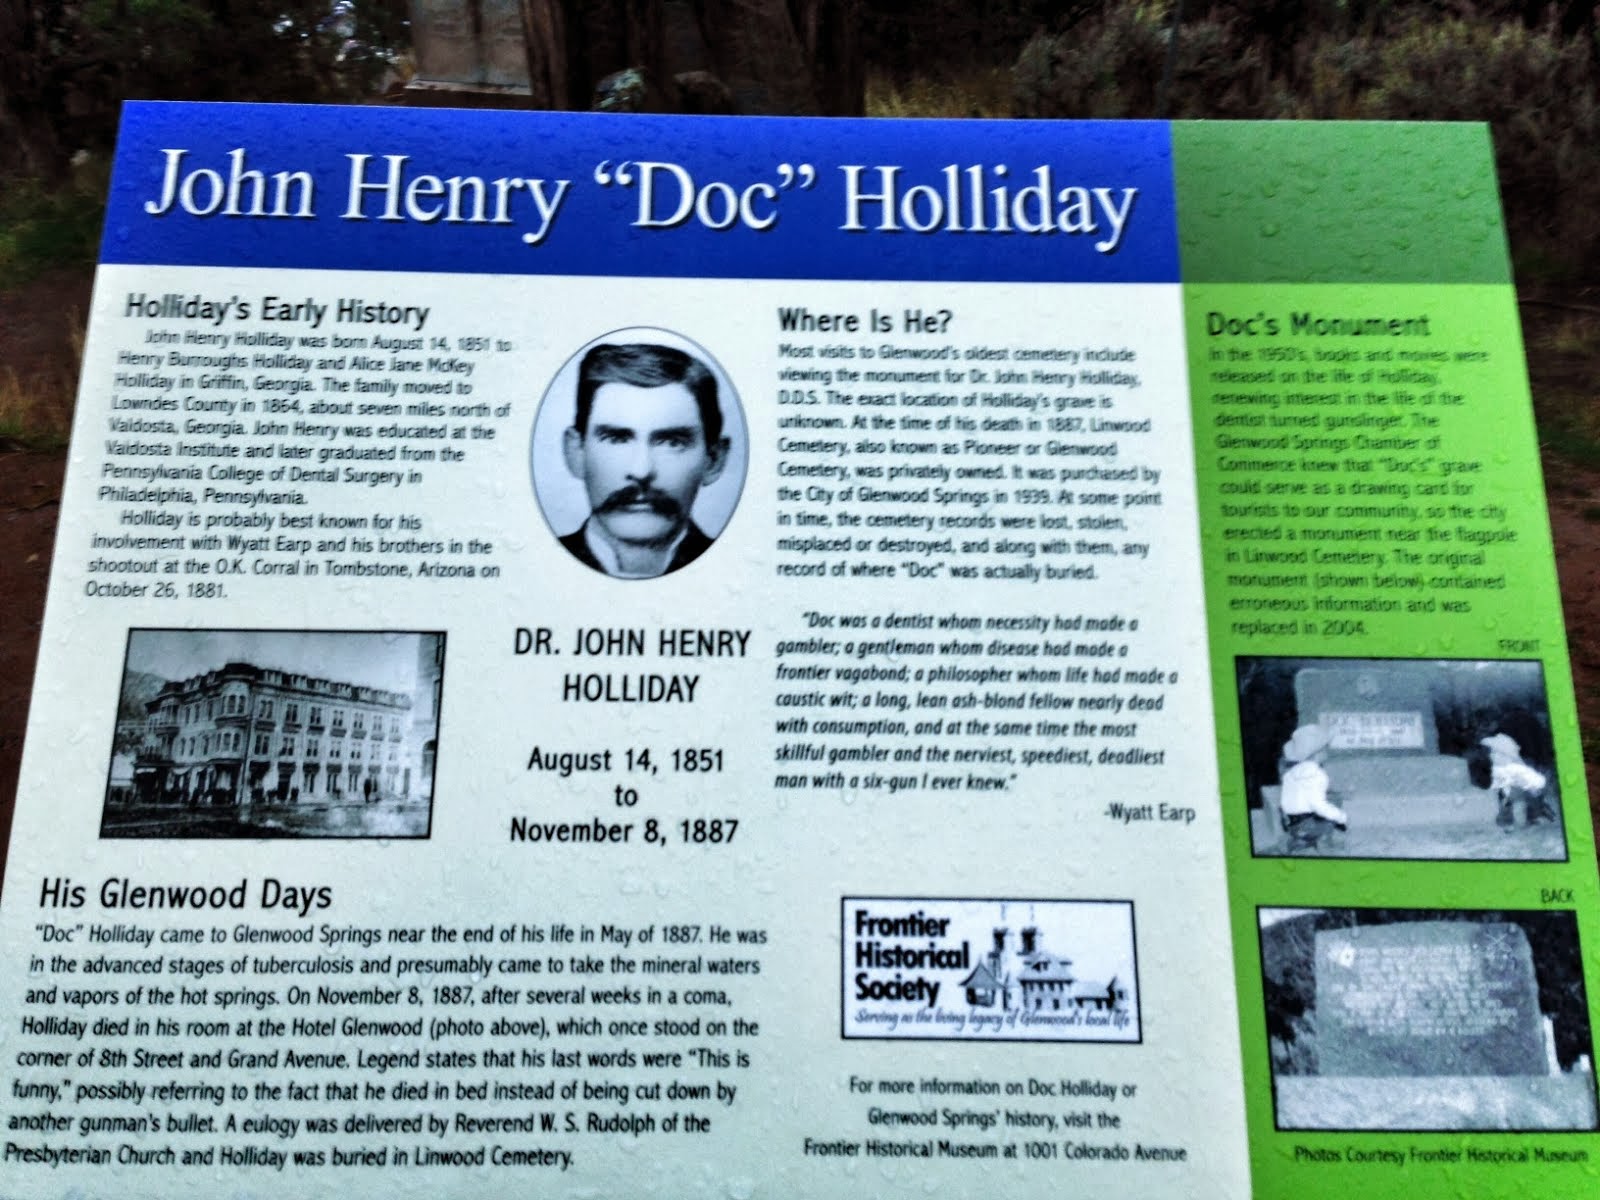 John Henry “Doc” Holliday
Holliday's Early History
John Henry Holliday was born August 14, 1851 to
Henry Burroughs Holliday and Alice Jane McKey
Holliday in Griffin, Georgia. The family moved to
Lowndes County in 1864, about seven miles north of
Valdosta, Georgia. John Henry was educated at the
Valdosta Institute and later graduated from the
Pennsylvania College of Dental Surgery in
Philadelphia, Pennsylvania.
Holliday is probably best known for his
involvement with Wyatt Earp and his brothers in the
shootout at the O.K. Corral in Tombstone, Arizona on
October 26, 1881.
DR. JOHN HENRY
HOLLIDAY
August 14, 1851
to
November 8, 1887
His Glenwood Days
“Doc” Holliday came to Glenwood Springs near the end of his life in May of 1887. He was
in the advanced stages of tuberculosis and presumably came to take the mineral waters
and vapors of the hot springs. On November 8, 1887, after several weeks in a coma,
Holliday died in his room at the Hotel Glenwood (photo above), which once stood on the
corner of 8th Street and Grand Avenue. Legend states that his last words were “This is
funny,” possibly referring to the fact that he died in bed instead of being cut down by
another gunman's bullet. A eulogy was delivered by Reverend W. S. Rudolph of the
Presbyterian Church and Holliday was buried in Linwood Cemetery.
Where Is He?
Most visits to Glenwood's oldest cemetery include
viewing the monument for Dr. John Henry Holliday,
D.D.S. The exact location of Holliday's grave is
unknown. At the time of his death in 1887, Linwood
Cemetery, also known as Pioneer or Glenwood
Cemetery, was privately owned. It was purchased by
the City of Glenwood Springs in 1939. At some point
in time, the cemetery records were lost, stolen,
misplaced or destroyed, and along with them, any
record of where “Doc” was actually buried.
“Doc was a dentist whom necessity had made a
gambler; a gentleman whom disease had made a
frontier vagabond; a philosopher whom life had made a
caustic wit; a long, lean ash-blond fellow nearly dead
with consumption, and at the same time the most
skillful gambler and the nerviest, speediest, deadliest
man with a six-gun I ever knew.”
-Wyatt Earp
Frontier
Historical
Society
Serving as the living legacy of Glenwood's local life
For more information on Doc Holliday or
Glenwood Springs' history, visit the
Frontier Historical Museum at 1001 Colorado Avenue
Doc's Monument
In the 1950's, books and movies were
released on the life of Holliday,
renewing interest in the life of the
dentist turned gunslinger. The
Glenwood Springs Chamber of
Commerce knew that “Doc's” grave
could serve as a drawing card for
tourists to our community, so the city
erected a monument near the flagpole
in Linwood Cemetery. The original
monument (shown below) contained
erroneous information and was
replaced in 2004.
FRONT
BACK
Photos Courtesy Frontier Historical Museum